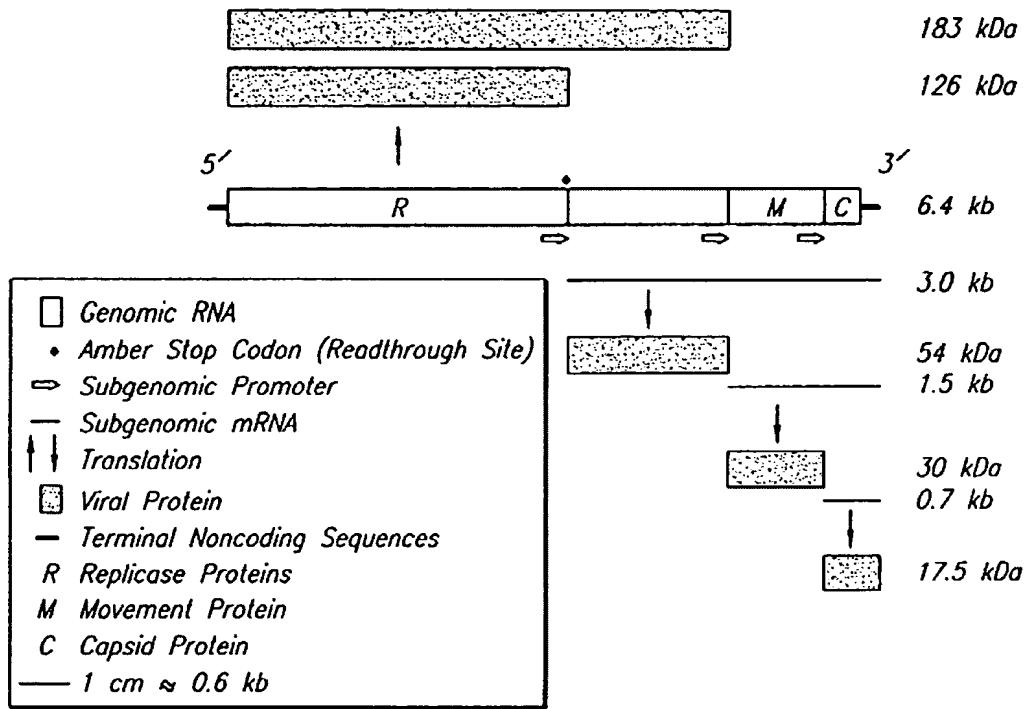 183 kDa
126 kDa
5′
3′
R
M
C
6.4 kb
3.0 kb
54 kDa
1.5 kb
30 kDa
0.7 kb
17.5 kDa
Genomic RNA
Amber Stop Codon (Readthrough Site)
Subgenomic Promoter
Subgenomic mRNA
Translation
Viral Protein
Terminal Noncoding Sequences
R Replicase Proteins
M Movement Protein
C Capsid Protein
1 cm ≈ 0.6 kb